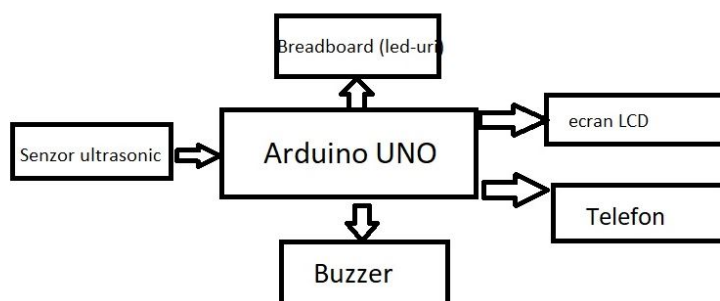 Breadboard (led-uri)
ecran LCD
Senzor ultrasonic
Arduino UNO
Telefon
Buzzer